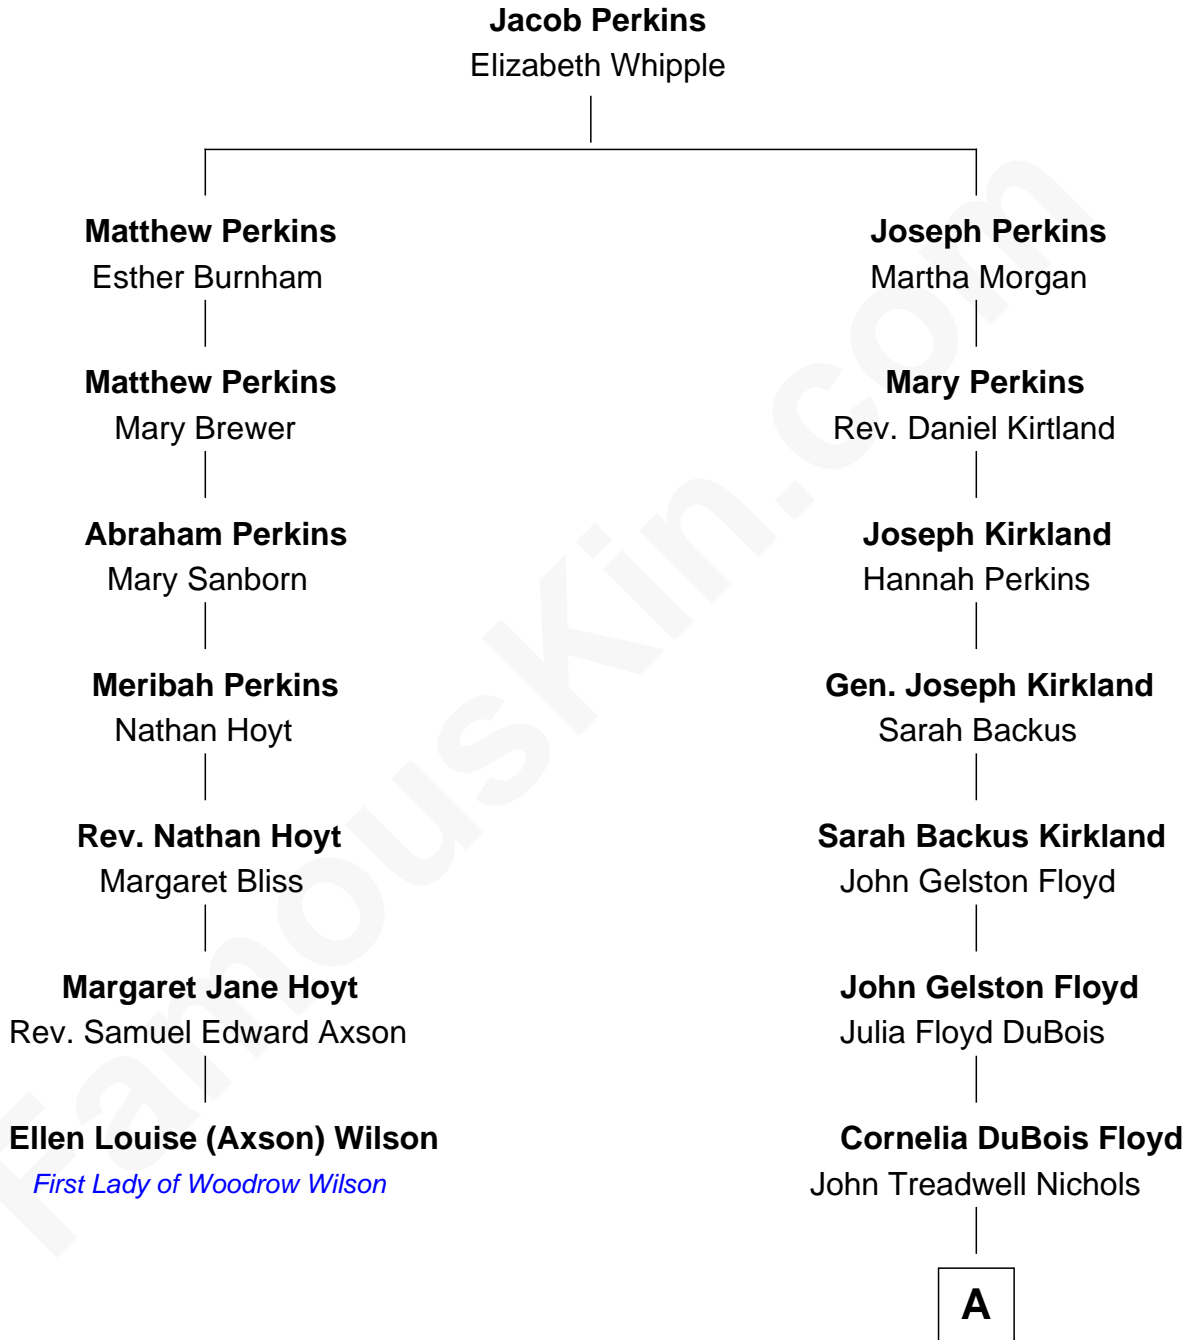 Jacob Perkins
Elizabeth Whipple
Matthew Perkins
Esther Burnham
Matthew Perkins
Mary Brewer
Abraham Perkins
Mary Sanborn
Meribah Perkins
Nathan Hoyt
Rev. Nathan Hoyt
Margaret Bliss
Margaret Jane Hoyt
Rev. Samuel Edward Axson
Ellen Louise (Axson) Wilson
First Lady of Woodrow Wilson
Joseph Perkins
Martha Morgan
Mary Perkins
Rev. Daniel Kirtland
Joseph Kirkland
Hannah Perkins
Gen. Joseph Kirkland
Sarah Backus
Sarah Backus Kirkland
John Gelston Floyd
John Gelston Floyd
Julia Floyd DuBois
Cornelia DuBois Floyd
John Treadwell Nichols
A
FamousKin.com